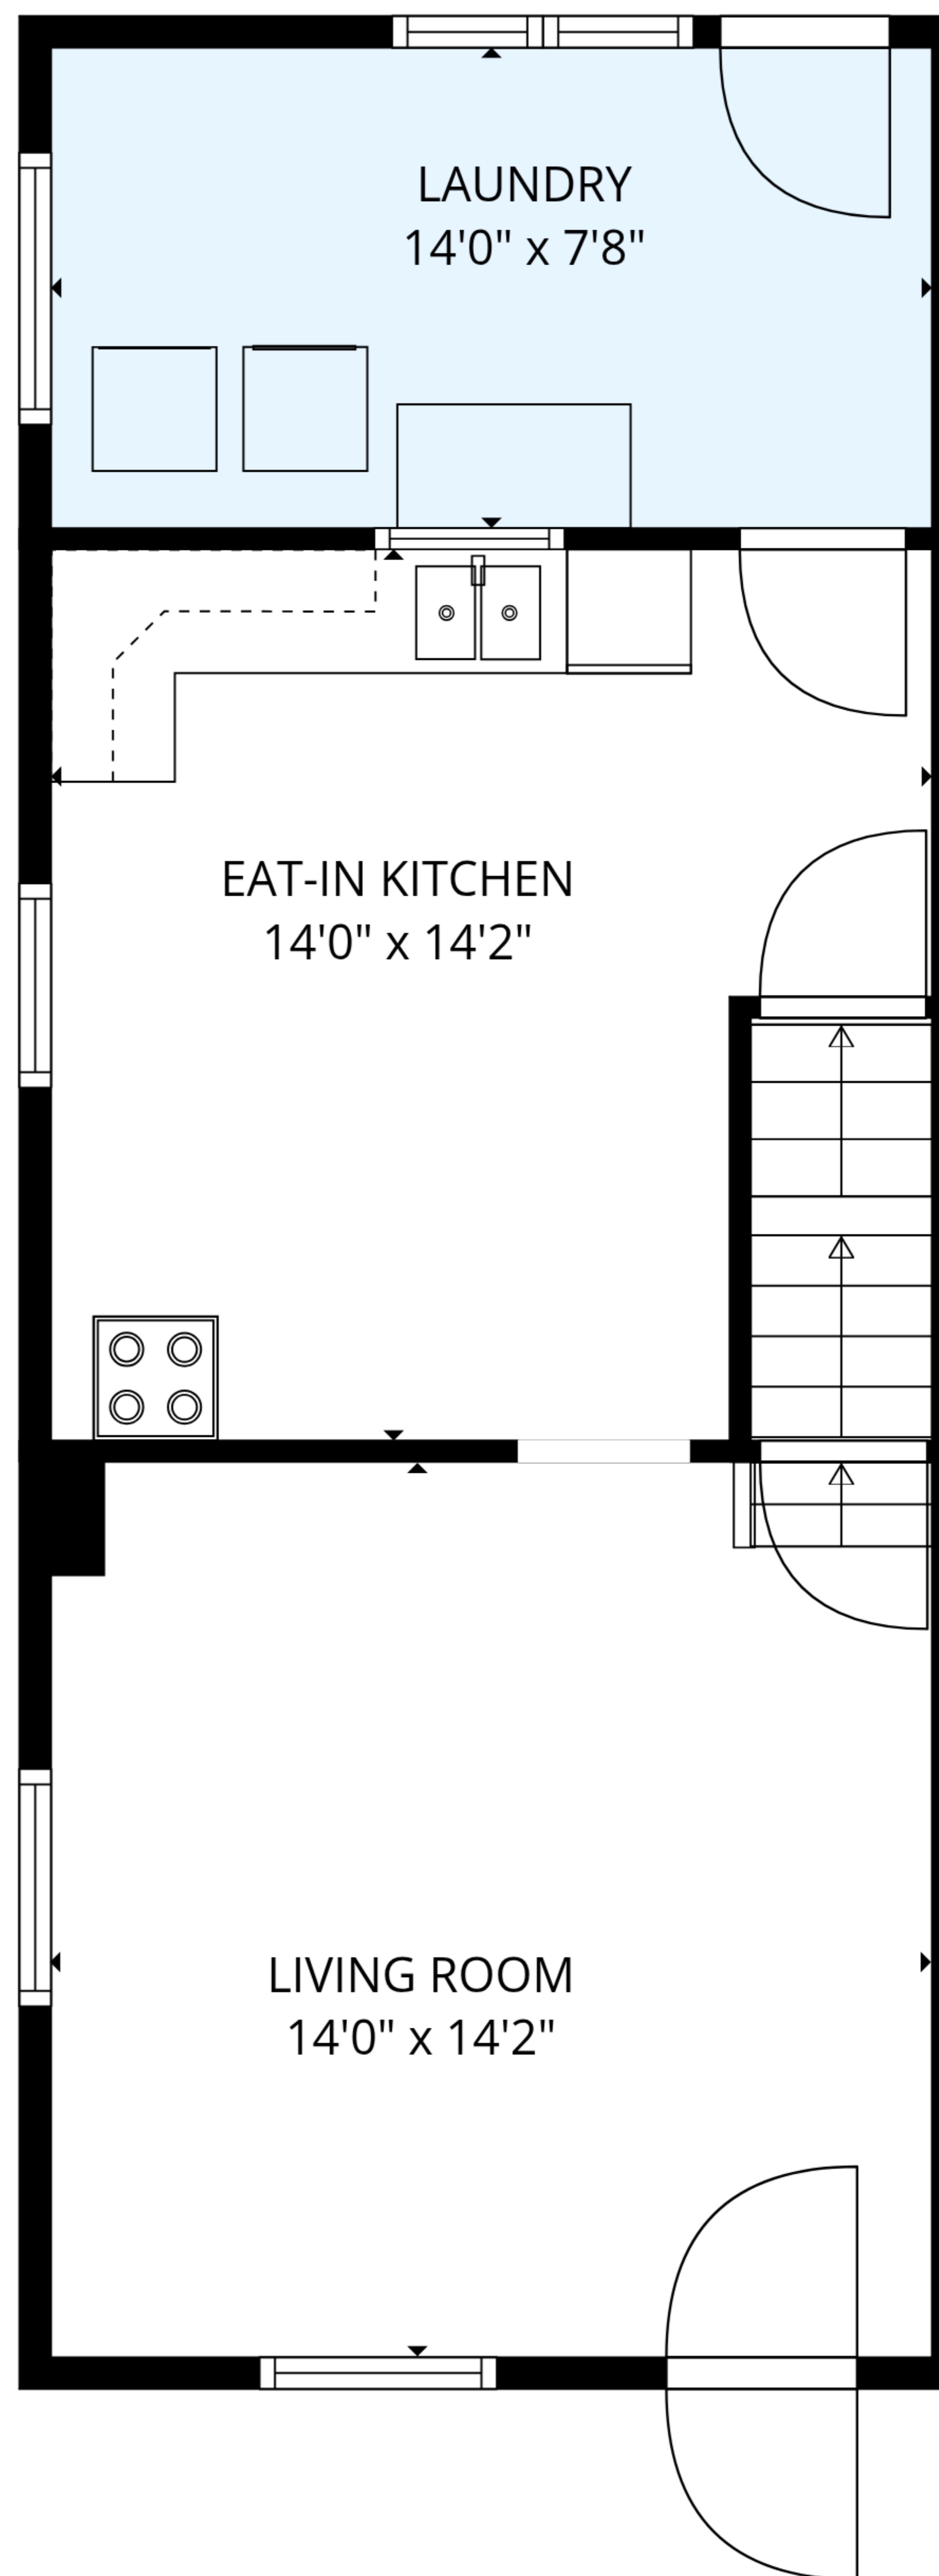 LAUNDRY
14'0" x 7'8"
EAT-IN KITCHEN
14'0" x 14'2"
LIVING ROOM
14'0" x 14'2"